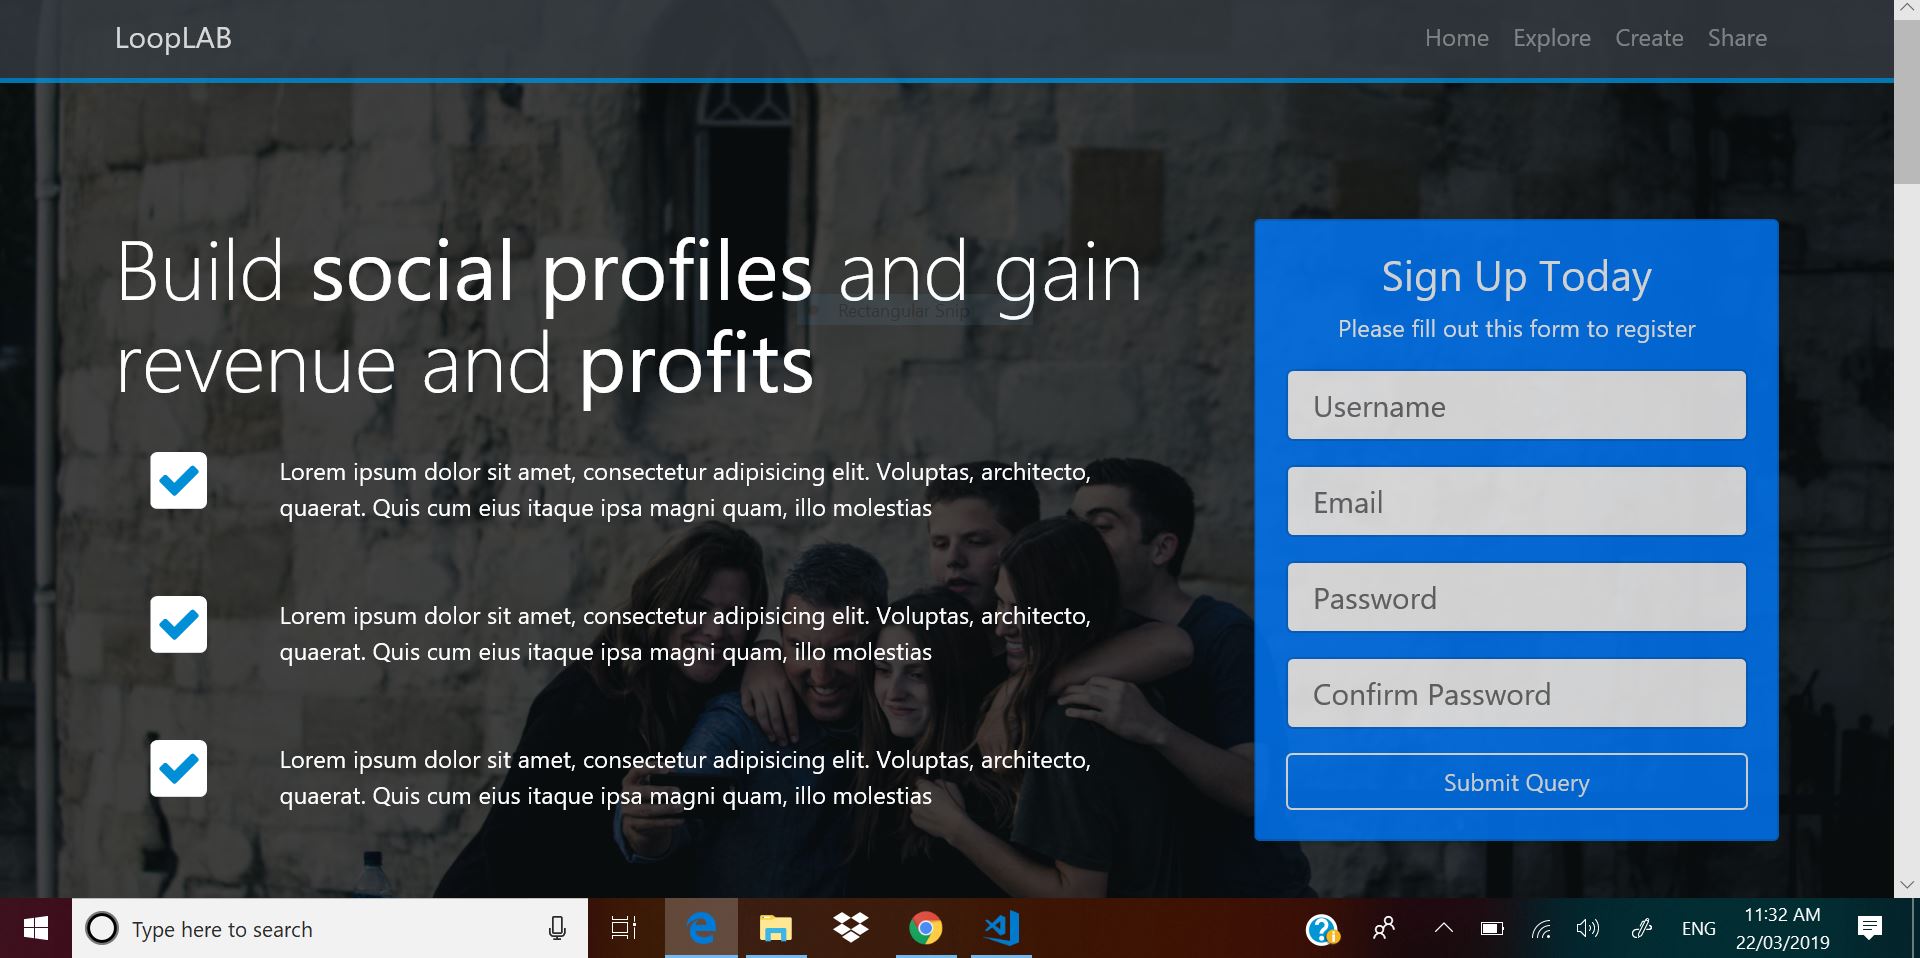 LoopLAB
Home Explore Create Share
Build social profiles and gain
revenue and profits
Rectangular Snip
Lorem ipsum dolor sit amet, consectetur adipisicing elit. Voluptas, architecto,
quaerat. Quis cum eius itaque ipsa magni quam, illo molestias
Lorem ipsum dolor sit amet, consectetur adipisicing elit. Voluptas, architecto,
quaerat. Quis cum eius itaque ipsa magni quam, illo molestias
Lorem ipsum dolor sit amet, consectetur adipisicing elit. Voluptas, architecto,
quaerat. Quis cum eius itaque ipsa magni quam, illo molestias
Sign Up Today
Please fill out this form to register
Username
Email
Password
Confirm Password
Submit Query
Type here to search
ENG
11:32 AM
22/03/2019